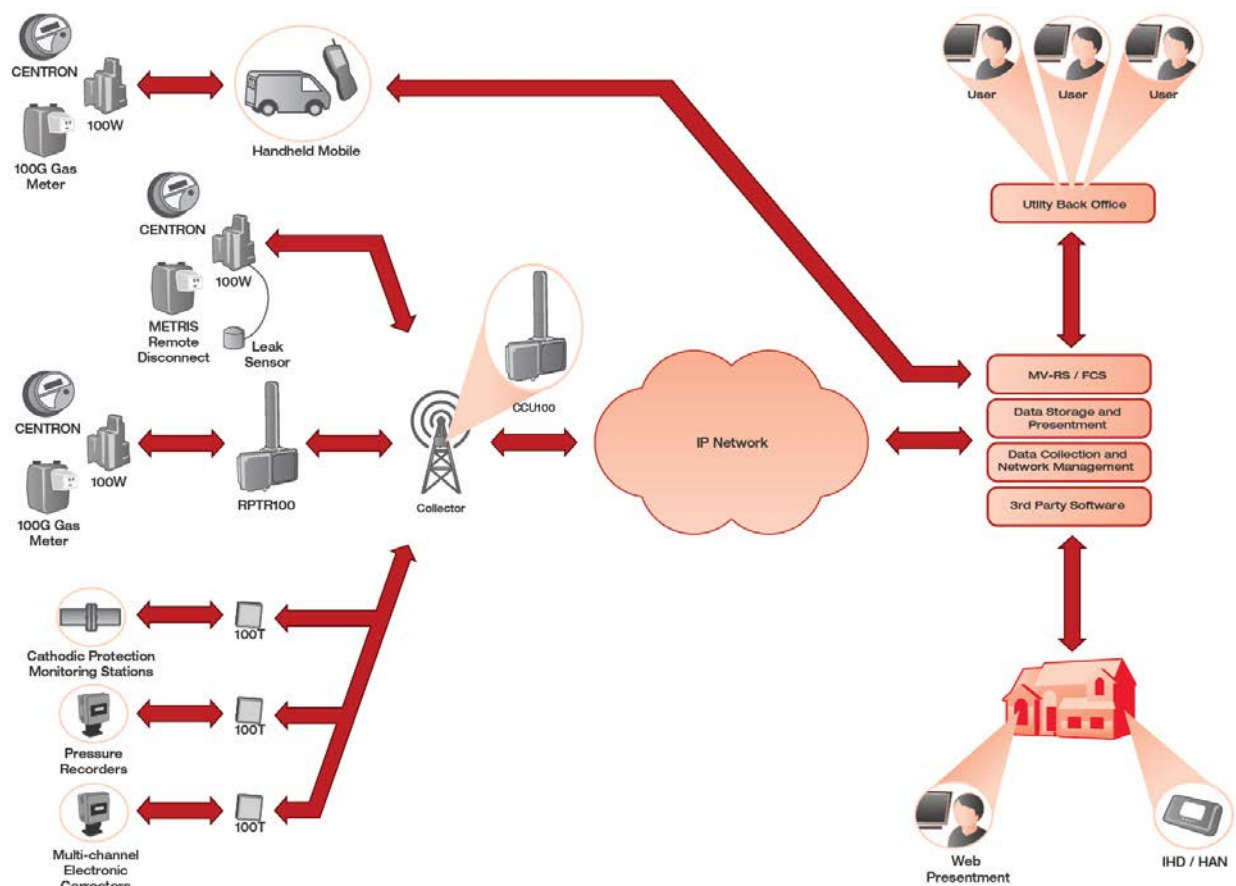 CENTRON
100W
100G Gas
Meter
Handheld Mobile
User
User
User
Utility Back Office
CENTRON
100W
METRIS
Remote
Disconnect
Leak
Sensor
CCU100
MV-RS / FCS
Data Storage and
Presentment
Data Collection and
Network Management
3rd Party Software
IP Network
CENTRON
100W
100G Gas
Meter
RPTR100
Collector
100T
Cathodic Protection
Monitoring Stations
100T
Pressure
Recorders
100T
Multi-channel
Electronic
Correctors
Web
Presentment
IHD / HAN